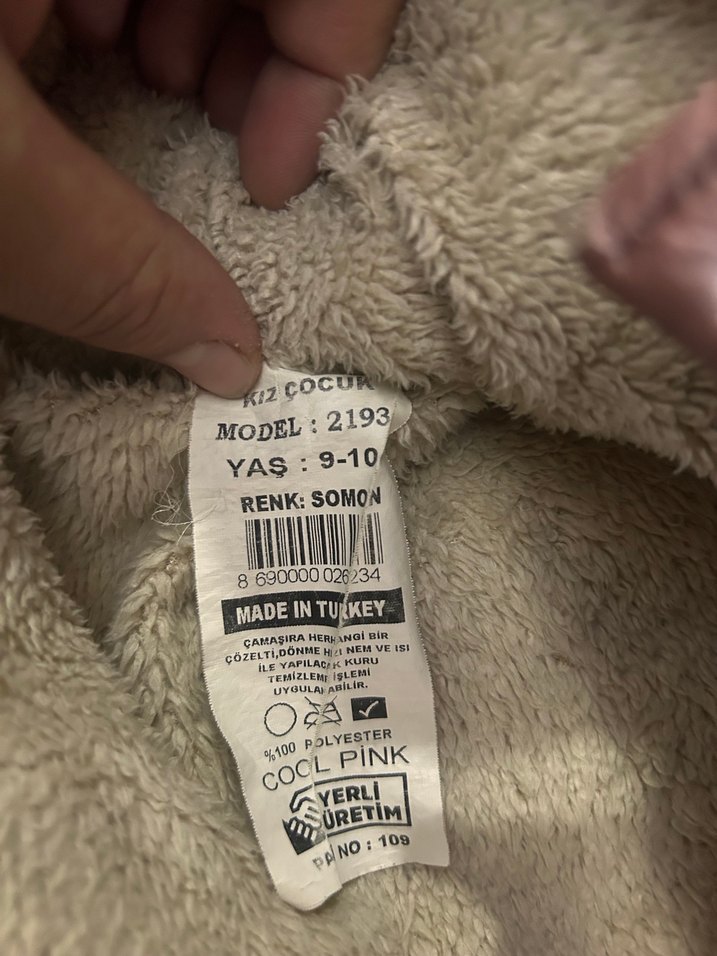 KIZ ÇOCUK
MODEL : 2193
YAŞ : 9-10
RENK: SOMON
8 690000 026234
MADE IN TURKEY
ÇAMAŞIRA HERHANGİ BİR
ÇÖZELTİ,DÖNME HIZI NEM VE ISI
İLE YAPILACAK KURU
TEMİZLEME İŞLEMİ
UYGULANABİLİR.
%100 POLYESTER
COOL PİNK
YERLİ
ÜRETİM
NO : 109